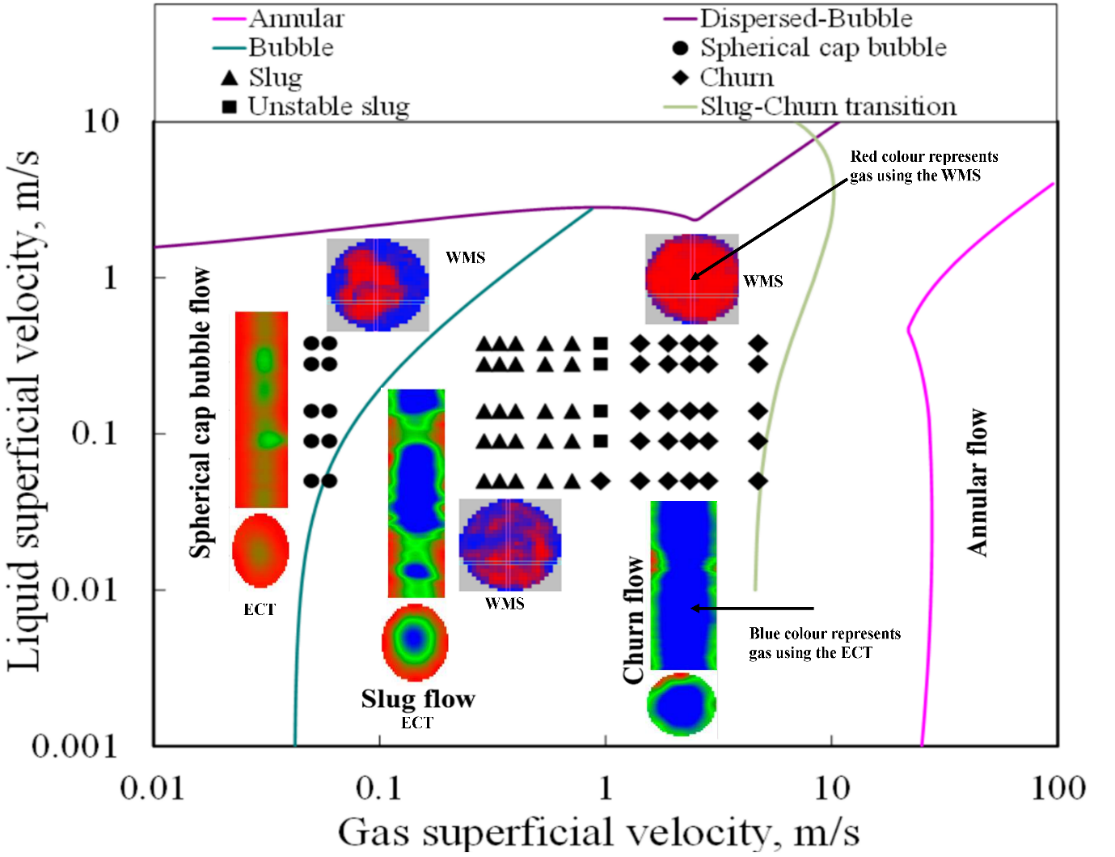 Annular
Dispersed-Bubble
Bubble
Spherical cap bubble
Slug
Churn
Unstable slug
Slug-Churn transition
10
1
0.1
0.01
0.001
Liquid superficial velocity, m/s
Red colour represents
gas using the WMS
WMS
WMS
Spherical cap bubble flow
ECT
WMS
Slug flow
ECT
Churn flow
Blue colour represents
gas using the ECT
Annular flow
0.01
0.1
1
10
100
Gas superficial velocity, m/s